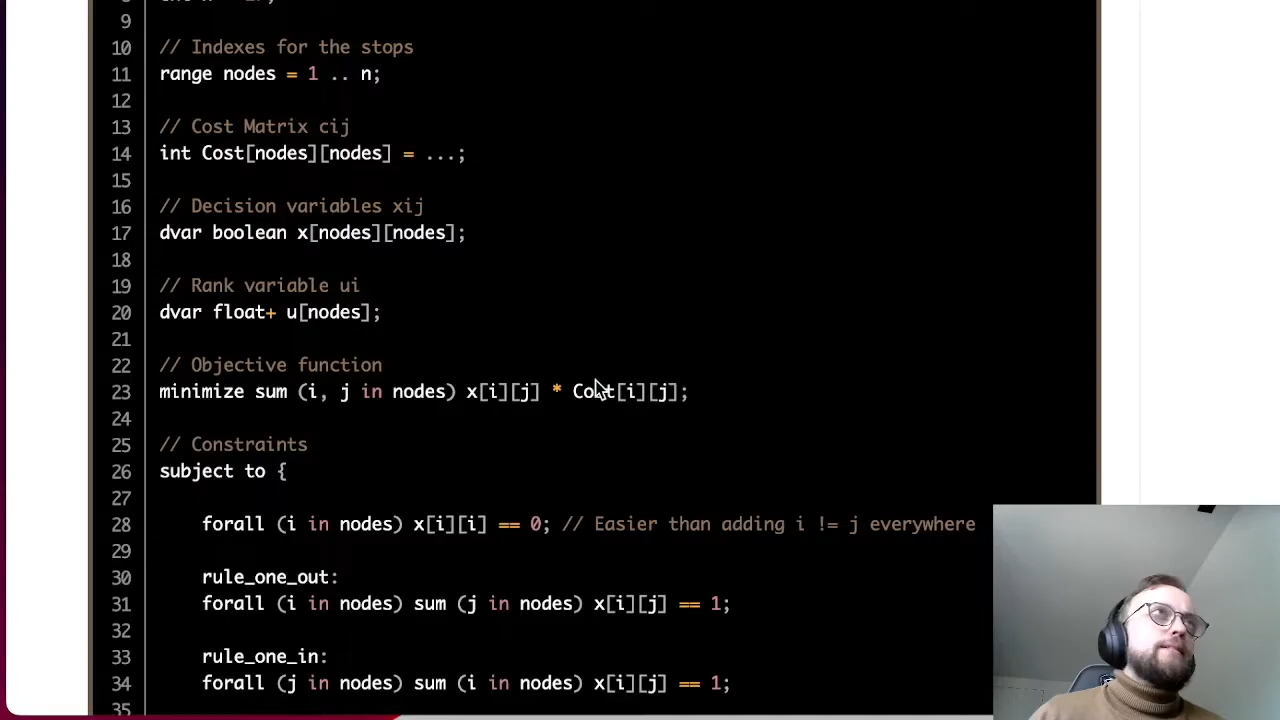 9
10 // Indexes for the stops
11 range nodes = 1 .. n;
12
13 // Cost Matrix cij
14 int Cost[nodes][nodes] = ...;
15
16 // Decision variables xij
17 dvar boolean x[nodes][nodes];
18
19 // Rank variable ui
20 dvar float+ u[nodes];
21
22 // Objective function
23 minimize sum (i, j in nodes) x[i][j] * Cost[i][j];
24
25 // Constraints
26 subject to {
27
28 forall (i in nodes) x[i][i] == 0; // Easier than adding i != j everywhere
29
30 rule_one_out:
31 forall (i in nodes) sum (j in nodes) x[i][j] == 1;
32
33 rule_one_in:
34 forall (j in nodes) sum (i in nodes) x[i][j] == 1;
35